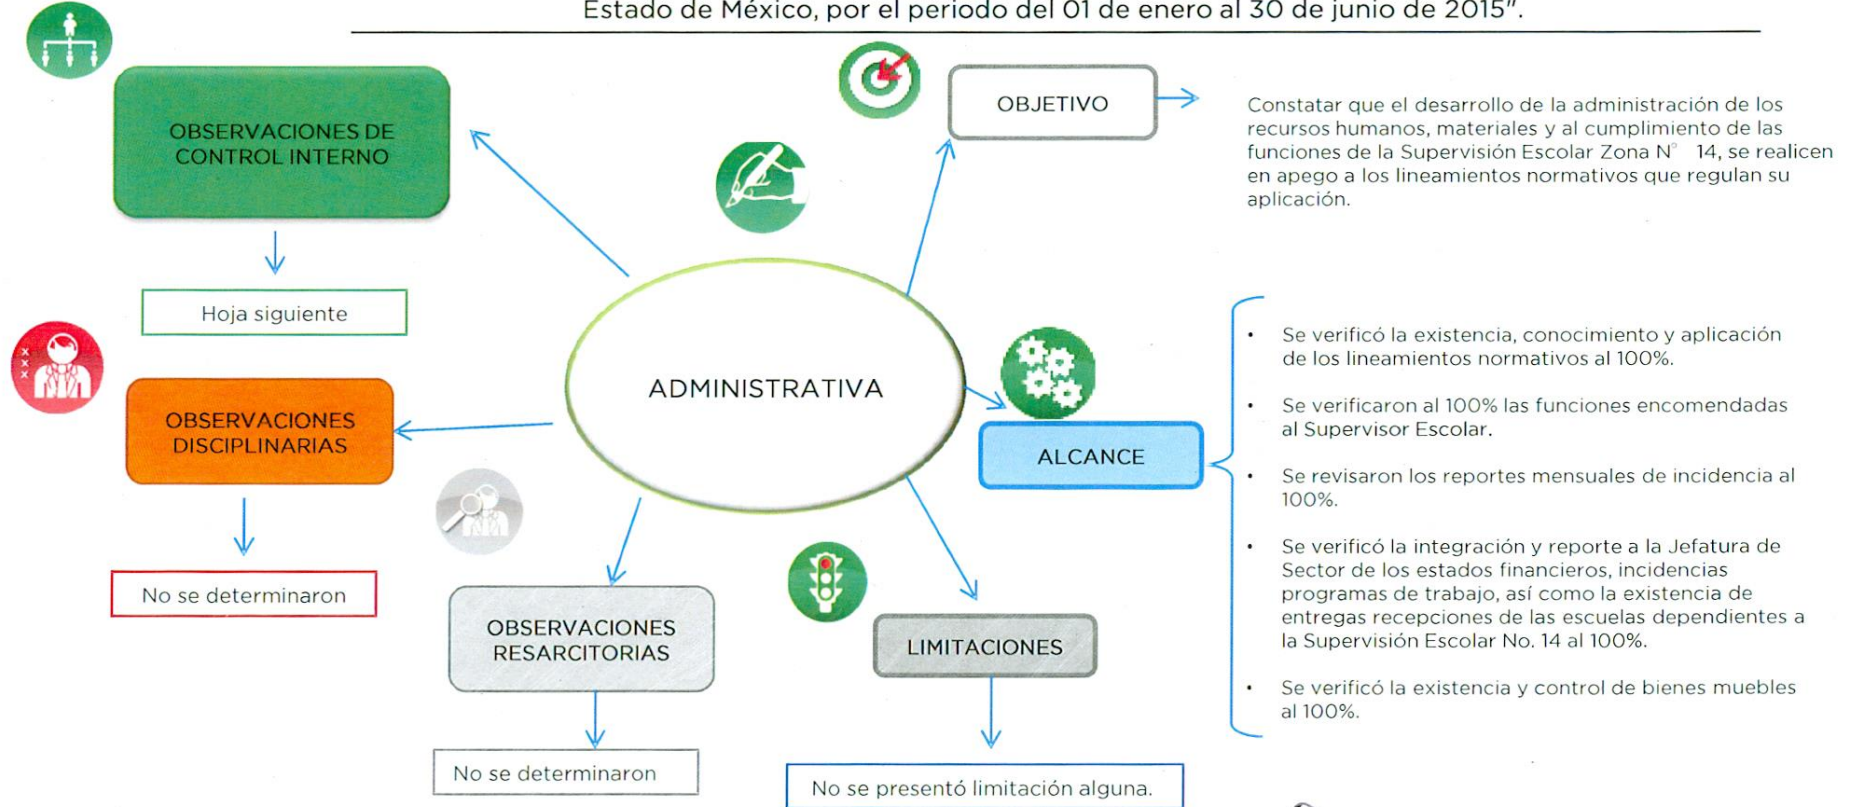 Estado de México, por el periodo del 01 de enero al 30 de junio de 2015".
OBSERVACIONES DE
CONTROL INTERNO
Hoja siguiente
OBJETIVO
Constatar que el desarrollo de la administración de los
recursos humanos, materiales y al cumplimiento de las
funciones de la Supervisión Escolar Zona N° 14, se realicen
en apego a los lineamientos normativos que regulan su
aplicación.
ADMINISTRATIVA
OBSERVACIONES
DISCIPLINARIAS
No se determinaron
OBSERVACIONES
RESARCITORIAS
No se determinaron
LIMITACIONES
No se presentó limitación alguna.
ALCANCE
• Se verificó la existencia, conocimiento y aplicación
de los lineamientos normativos al 100%.
• Se verificaron al 100% las funciones encomendadas
al Supervisor Escolar.
• Se revisaron los reportes mensuales de incidencia al
100%.
• Se verificó la integración y reporte a la Jefatura de
Sector de los estados financieros, incidencias
programas de trabajo, así como la existencia de
entregas recepciones de las escuelas dependientes a
la Supervisión Escolar No. 14 al 100%.
• Se verificó la existencia y control de bienes muebles
al 100%.
x
x
x